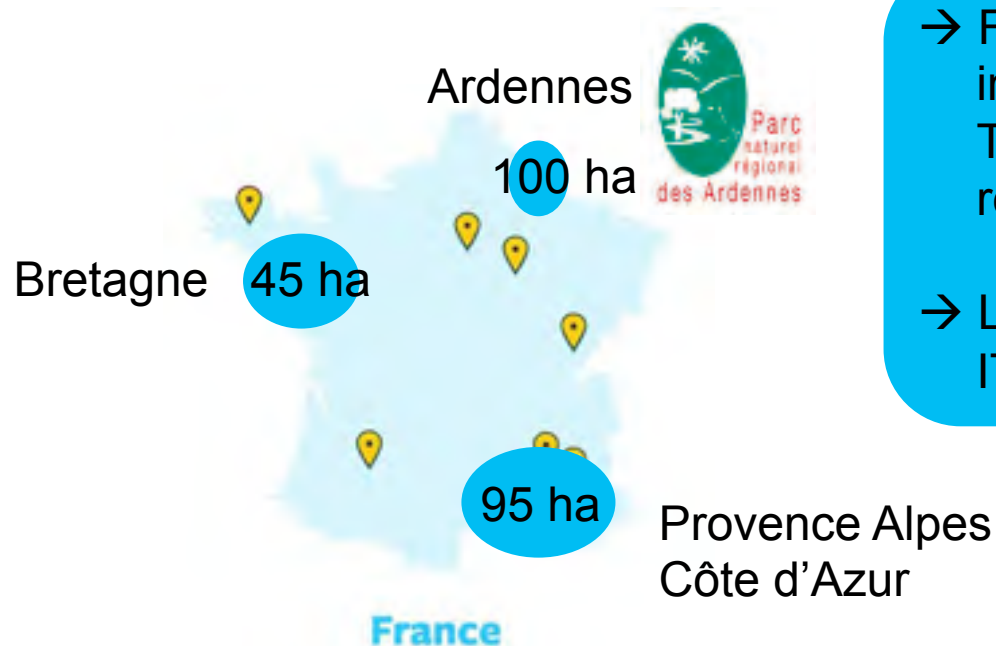 Ardennes
100 ha
Parc
naturel
régional
des Ardennes
Bretagne
45 ha
95 ha
Provence Alpes
Côte d’Azur
France
→
→